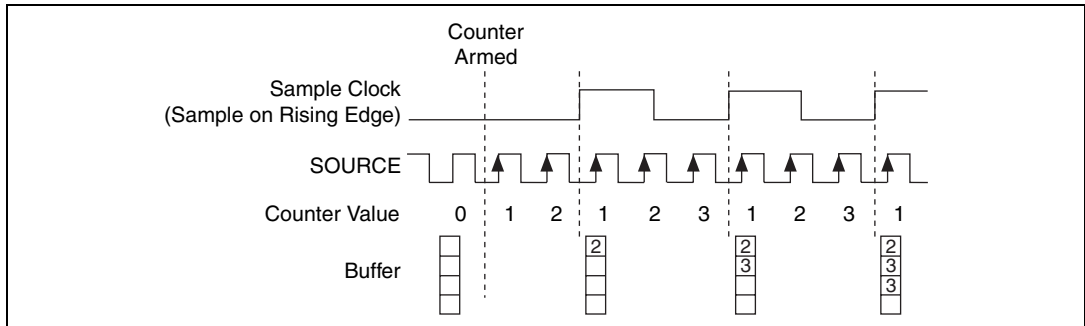 Counter
Armed
Sample Clock
(Sample on Rising Edge)
SOURCE
Counter Value 0 1 2 1 2 3 1 2 3 1
Buffer
2 2 2
3 3
3